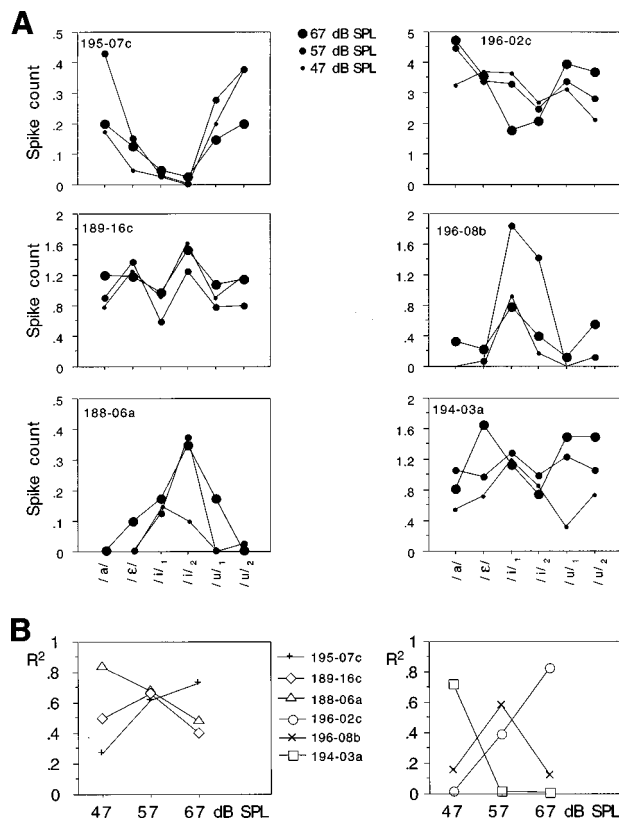 A
195-07c
Spike count
.5
.4
.3
.2
.1
0
67 dB SPL
57 dB SPL
47 dB SPL
196-02c
5
4
3
2
1
0
189-16c
Spike count
2
1.6
1.2
.8
.4
0
196-08b
2
1.6
1.2
.8
.4
0
188-06a
Spike count
.5
.4
.3
.2
.1
0
/a/
/ɛ/
/i/₁
/i/₂
/u/₁
/u/₂
194-03a
2
1.6
1.2
.8
.4
0
/a/
/ɛ/
/i/₁
/i/₂
/u/₁
/u/₂
B
R²
1
.8
.6
.4
.2
0
47 57 67 dB SPL
195-07c
189-16c
188-06a
196-02c
196-08b
194-03a
R²
1
.8
.6
.4
.2
0
47 57 67 dB SPL